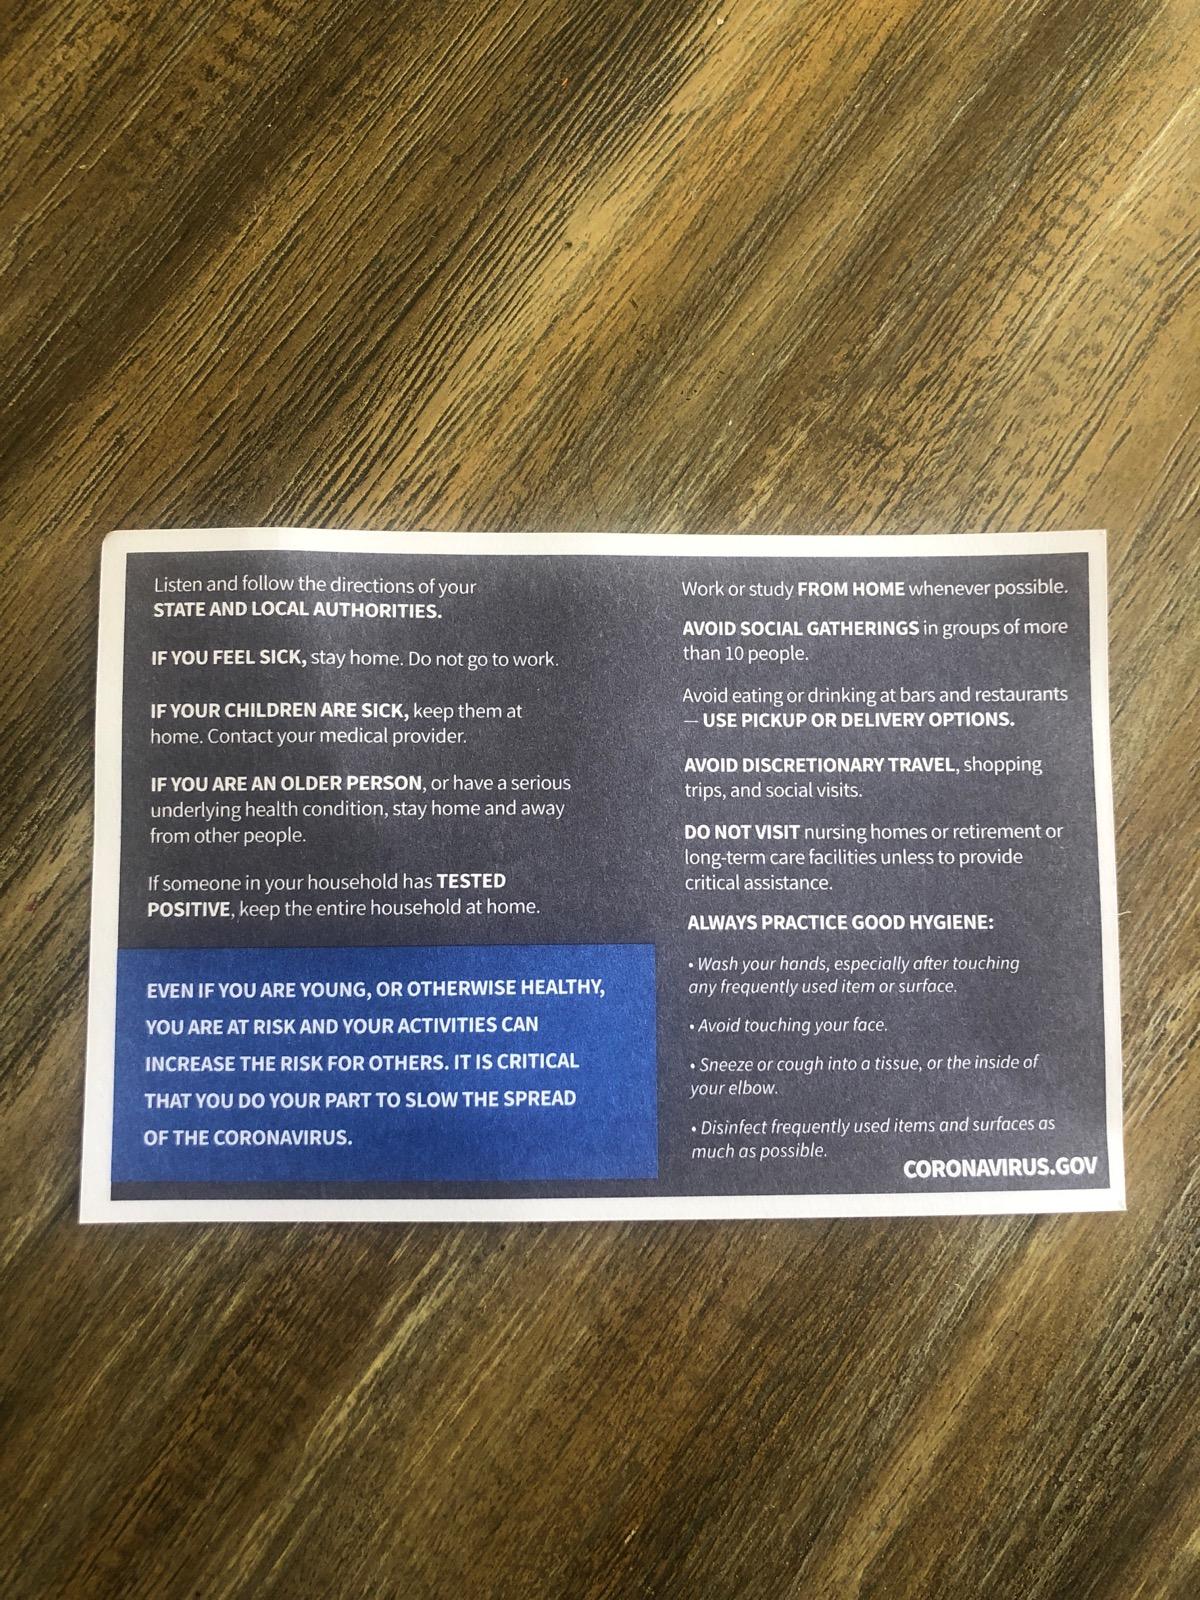 Listen and follow the directions of your
STATE AND LOCAL AUTHORITIES.
IF YOU FEEL SICK, stay home. Do not go to work.
IF YOUR CHILDREN ARE SICK, keep them at
home. Contact your medical provider.
IF YOU ARE AN OLDER PERSON, or have a serious
underlying health condition, stay home and away
from other people.
If someone in your household has TESTED
POSITIVE, keep the entire household at home.
EVEN IF YOU ARE YOUNG, OR OTHERWISE HEALTHY,
YOU ARE AT RISK AND YOUR ACTIVITIES CAN
INCREASE THE RISK FOR OTHERS. IT IS CRITICAL
THAT YOU DO YOUR PART TO SLOW THE SPREAD
OF THE CORONAVIRUS.
Work or study FROM HOME whenever possible.
AVOID SOCIAL GATHERINGS in groups of more
than 10 people.
Avoid eating or drinking at bars and restaurants
— USE PICKUP OR DELIVERY OPTIONS.
AVOID DISCRETIONARY TRAVEL, shopping
trips, and social visits.
DO NOT VISIT nursing homes or retirement or
long-term care facilities unless to provide
critical assistance.
ALWAYS PRACTICE GOOD HYGIENE:
• Wash your hands, especially after touching
any frequently used item or surface.
• Avoid touching your face.
• Sneeze or cough into a tissue, or the inside of
your elbow.
• Disinfect frequently used items and surfaces as
much as possible.
CORONAVIRUS.GOV